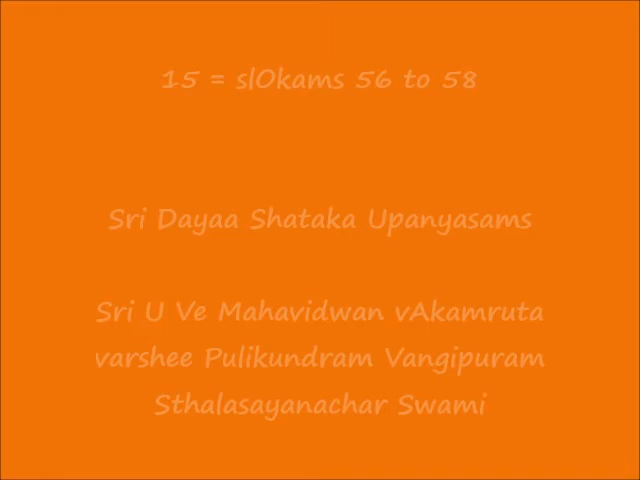 15 = slOkams 56 to 58
Sri Dayaa Shataka Upanyasams
Sri U Ve Mahavidwan vAkamruta
varshee Pulikundram Vangipuram
Sthalasayanachar Swami